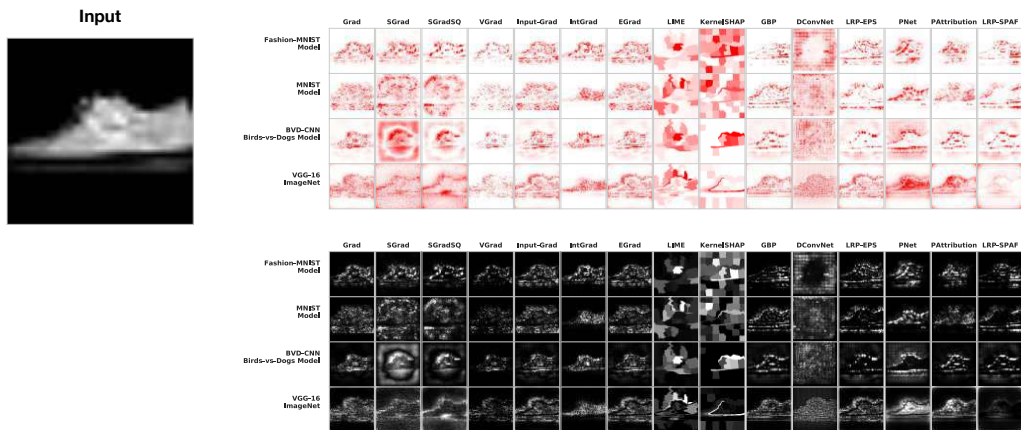 Input
Grad SGrad SGradSQ VGrad Input-Grad IntGrad EGrad LIME KernelSHAP GBP DConvNet LRP-EPS PNet PAttribution LRP-SPAF
Fashion-MNIST
Model
MNIST
Model
BVD-CNN
Birds-vs-Dogs Model
VGG-16
ImageNet
Grad SGrad SGradSQ VGrad Input-Grad IntGrad EGrad LIME KernelSHAP GBP DConvNet LRP-EPS PNet PAttribution LRP-SPAF
Fashion-MNIST
Model
MNIST
Model
BVD-CNN
Birds-vs-Dogs Model
VGG-16
ImageNet